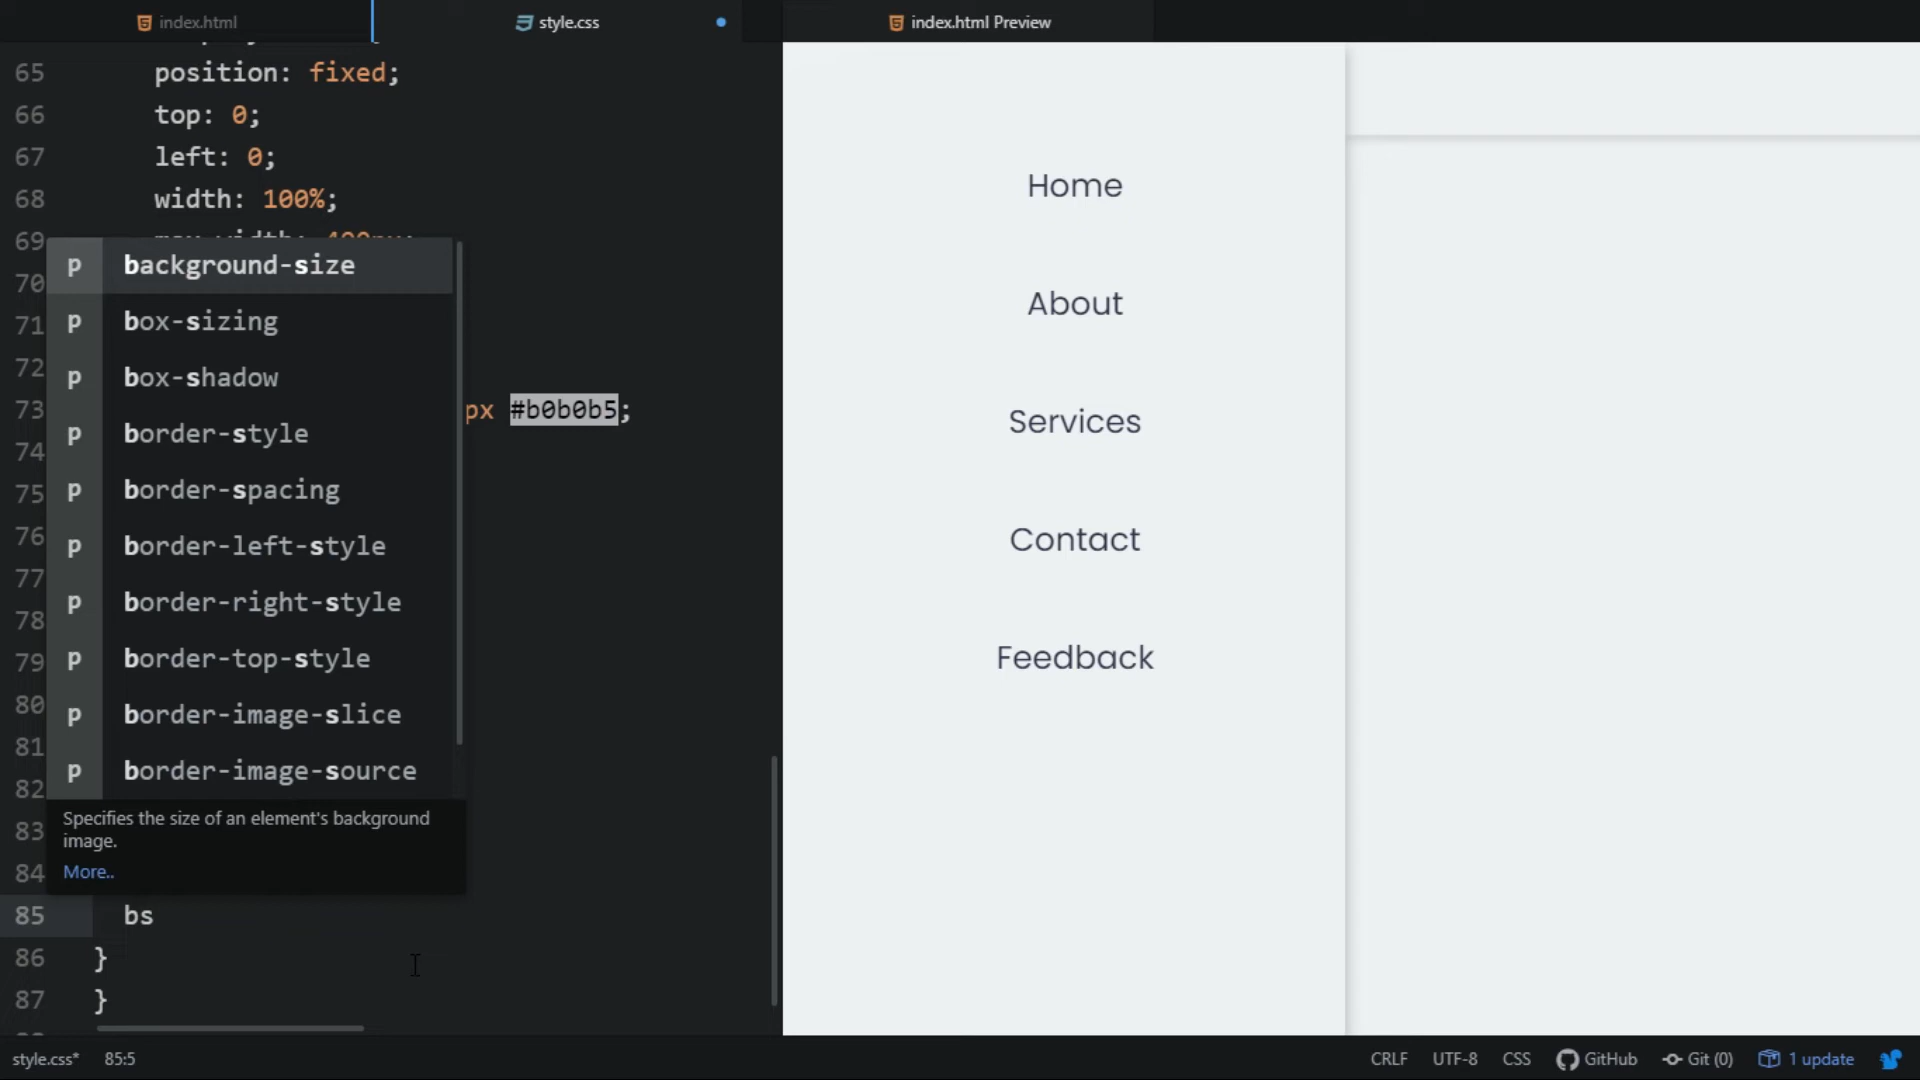 index.html
style.css
index.html Preview
65 position: fixed;
66 top: 0;
67 left: 0;
68 width: 100%;
69 max-width: 400px;
70
71
72
73 px #b0b0b5;
74
75
76
77
78
79
80
81
82
83
84
85 bs
86 }
87 }
p background-size
p box-sizing
p box-shadow
p border-style
p border-spacing
p border-left-style
p border-right-style
p border-top-style
p border-image-slice
p border-image-source
Specifies the size of an element's background
image.
More..
Home
About
Services
Contact
Feedback
style.css* 85:5
CRLF UTF-8 CSS GitHub Git (0) 1 update